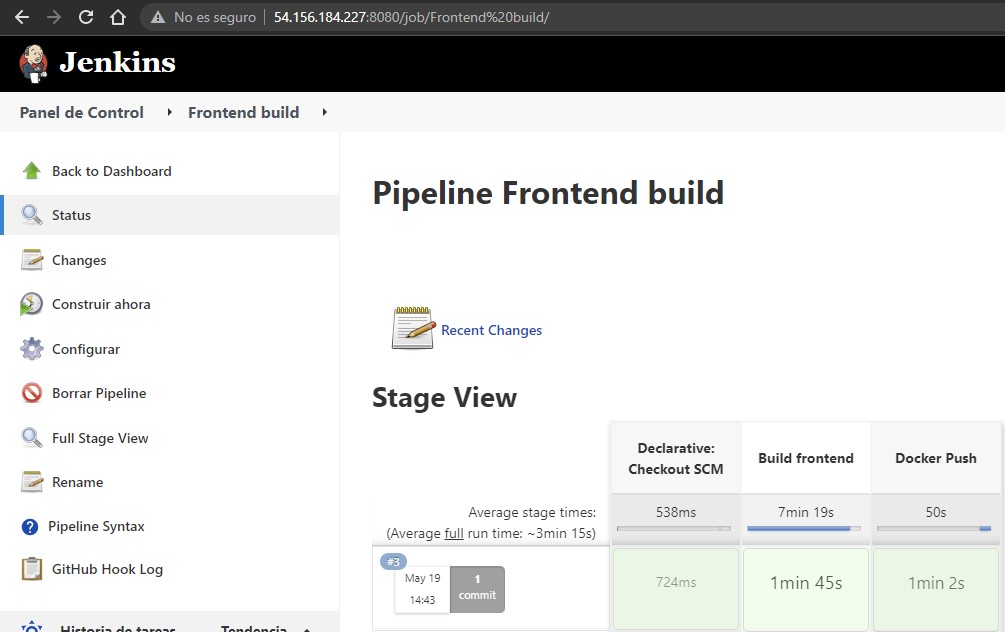 No es seguro
54.156.184.227:8080/job/Frontend%20build/
Jenkins
Panel de Control
Frontend build
Back to Dashboard
Status
Changes
Construir ahora
Configurar
Borrar Pipeline
Full Stage View
Rename
Pipeline Syntax
GitHub Hook Log
Historia de tareas
Tendencia
Pipeline Frontend build
Recent Changes
Stage View
Declarative:
Checkout SCM
Build frontend
Docker Push
Average stage times:
(Average full run time: ~3min 15s)
538ms
7min 19s
50s
#3
May 19
14:43
1
commit
724ms
1min 45s
1min 2s